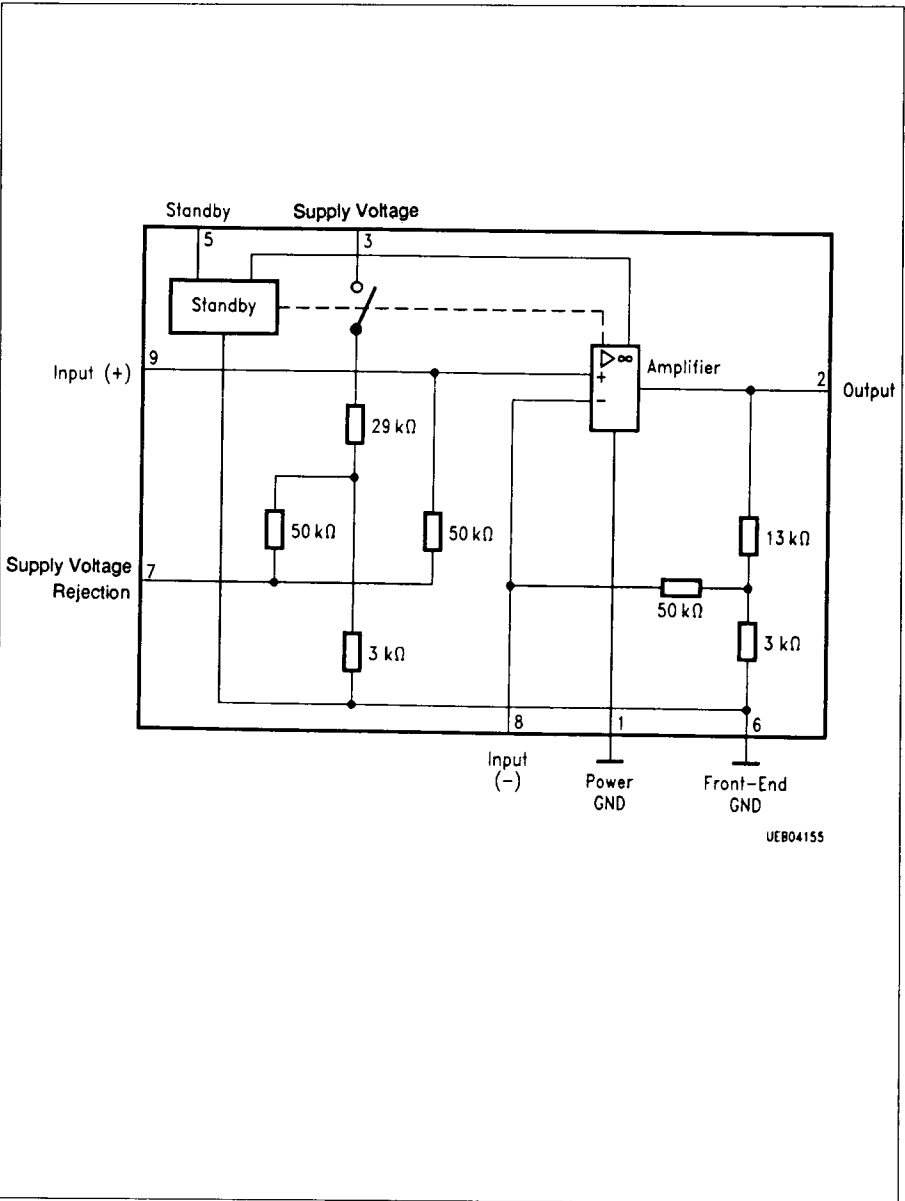 Standby
Supply Voltage
5
3
Standby
9
Input (+)
▷ ∞
+
−
Amplifier
2
Output
29 kΩ
50 kΩ
50 kΩ
13 kΩ
Supply Voltage
Rejection
7
50 kΩ
3 kΩ
3 kΩ
8
1
6
Input
(−)
Power
GND
Front-End
GND
UEB04155